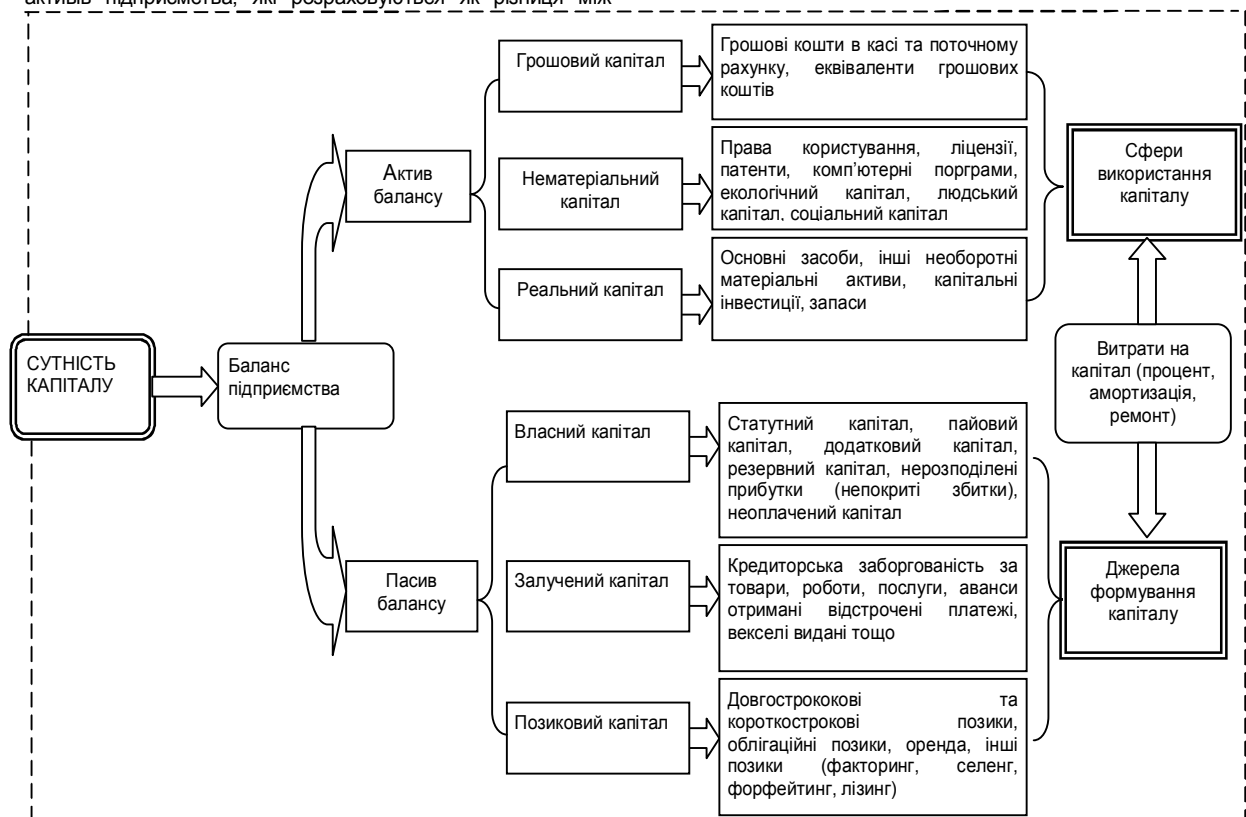 активів підприємства, які розраховуються як різниця між
Грошовий капітал
Грошові кошти в касі та поточному
рахунку, еквіваленти грошових
коштів
Актив
балансу
Нематеріальний
капітал
Права користування, ліцензії,
патенти, комп’ютерні порграми,
екологічний капітал, людський
капітал, соціальний капітал
Сфери
використання
капіталу
Реальний капітал
Основні засоби, інші необоротні
матеріальні активи, капітальні
інвестиції, запаси
СУТНІСТЬ
КАПІТАЛУ
Баланс
підприємства
Витрати на
капітал (процент,
амортизація,
ремонт)
Власний капітал
Статутний капітал, пайовий
капітал, додатковий капітал,
резервний капітал, нерозподілені
прибутки (непокриті збитки),
неоплачений капітал
Пасив
балансу
Залучений капітал
Кредиторська заборгованість за
товари, роботи, послуги, аванси
отримані відстрочені платежі,
векселі видані тощо
Джерела
формування
капіталу
Позиковий капітал
Довгострококові та
короткострокові позики,
облігаційні позики, оренда, інші
позики (факторинг, селенг,
форфейтинг, лізинг)